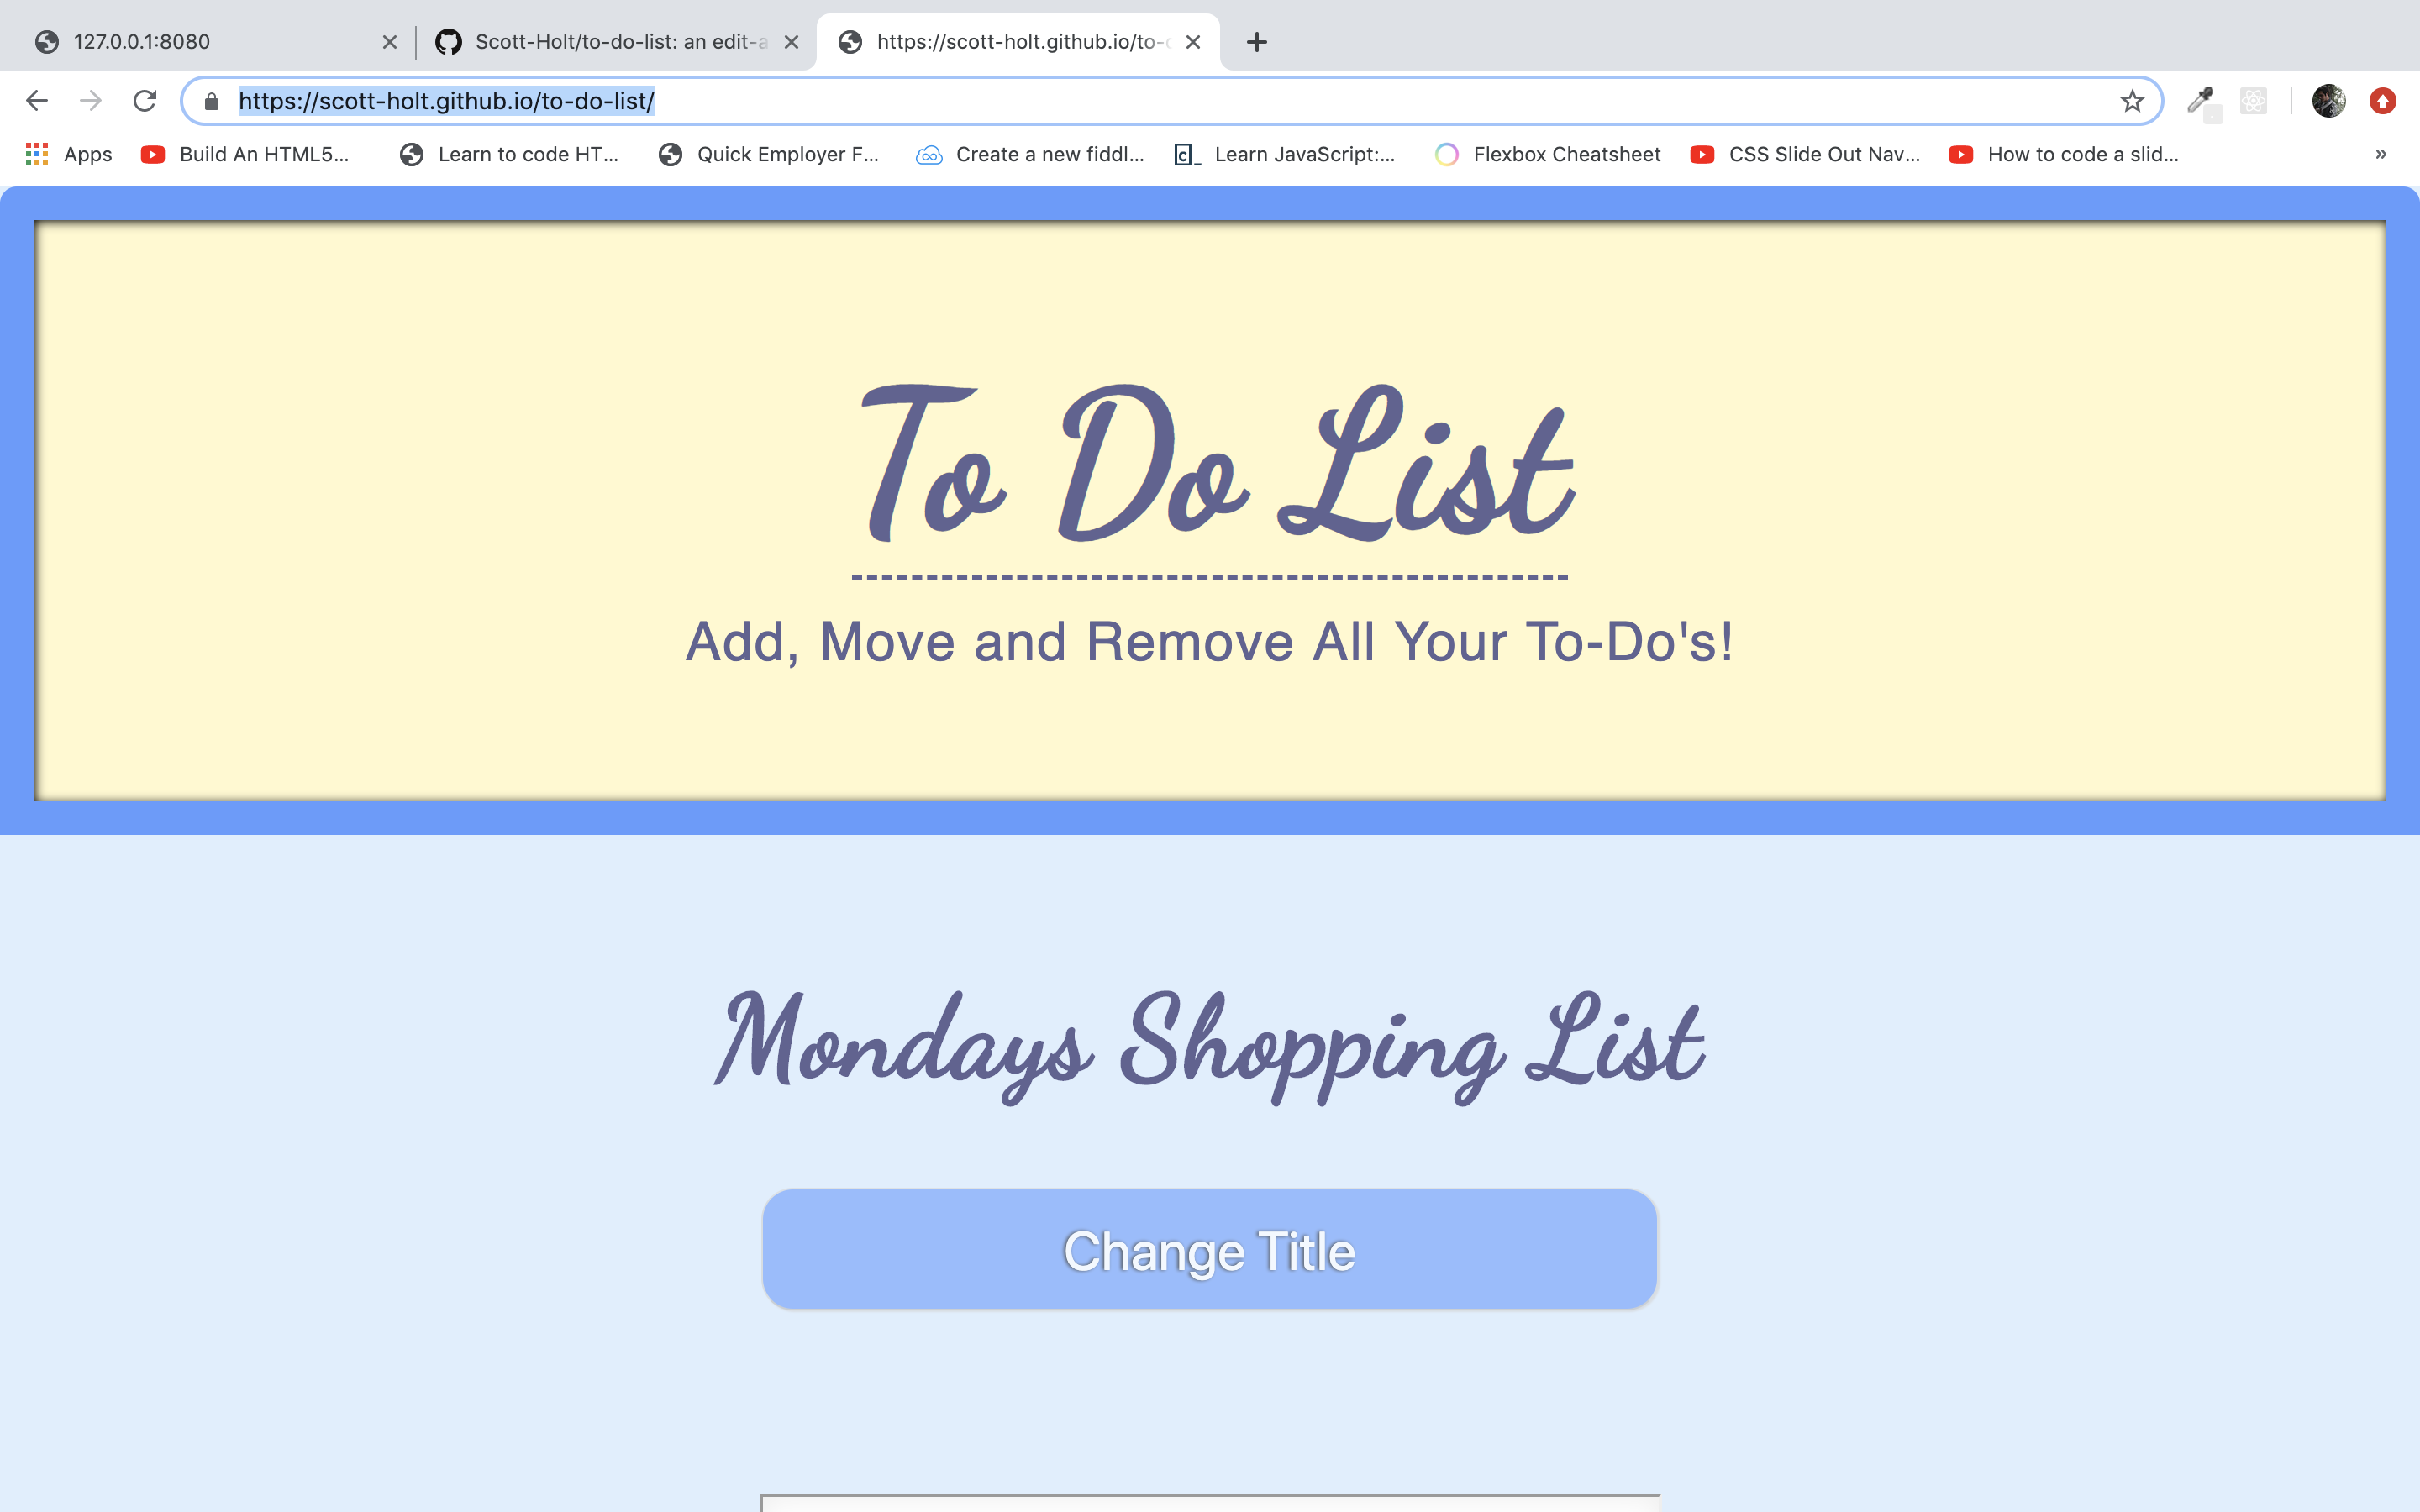 127.0.0.1:8080
Scott-Holt/to-do-list: an edit-a
https://scott-holt.github.io/to-
https://scott-holt.github.io/to-do-list/
Apps
Build An HTML5...
Learn to code HT...
Quick Employer F...
Create a new fiddl...
Learn JavaScript:...
Flexbox Cheatsheet
CSS Slide Out Nav...
How to code a slid...
»
To Do List
Add, Move and Remove All Your To-Do's!
Mondays Shopping List
Change Title